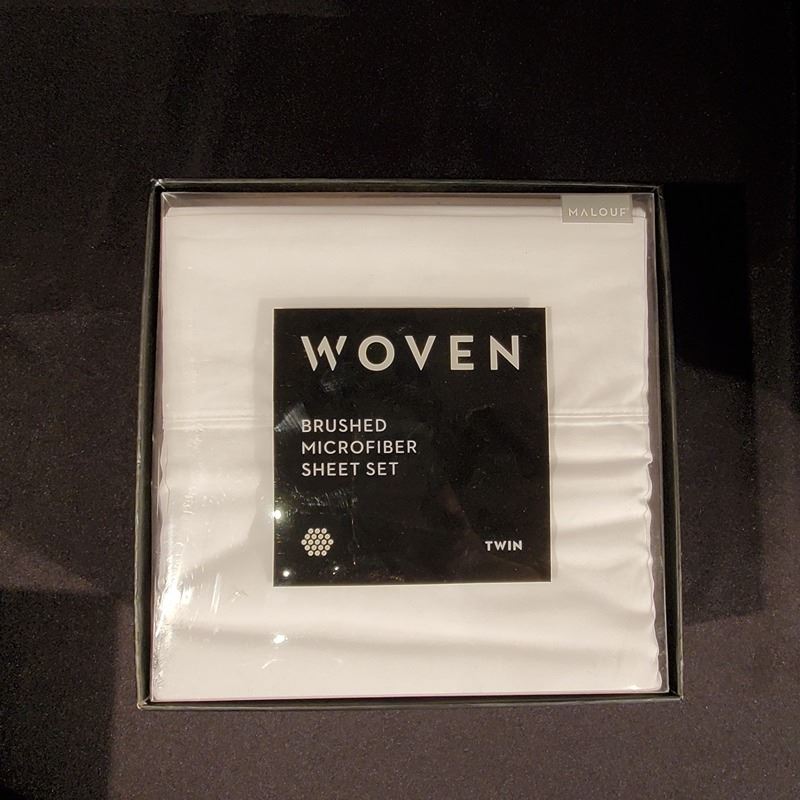 MALOUF
WOVEN
BRUSHED
MICROFIBER
SHEET SET
TWIN